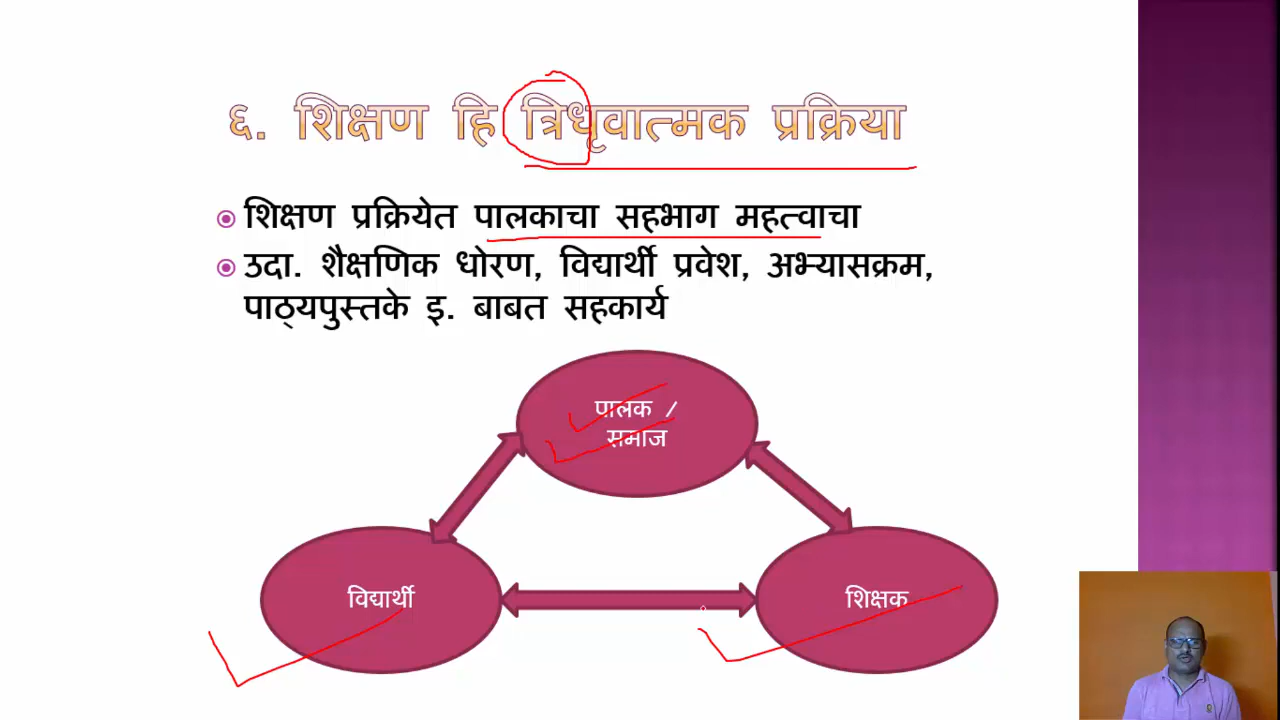 ६. शिक्षण हि त्रिधृवात्मक प्रक्रिया
शिक्षण प्रक्रियेत पालकाचा सहभाग महत्वाचा
उदा. शैक्षणिक धोरण, विद्यार्थी प्रवेश, अभ्यासक्रम,
पाठ्यपुस्तके इ. बाबत सहकार्य
पालक /
समाज
विद्यार्थी
शिक्षक